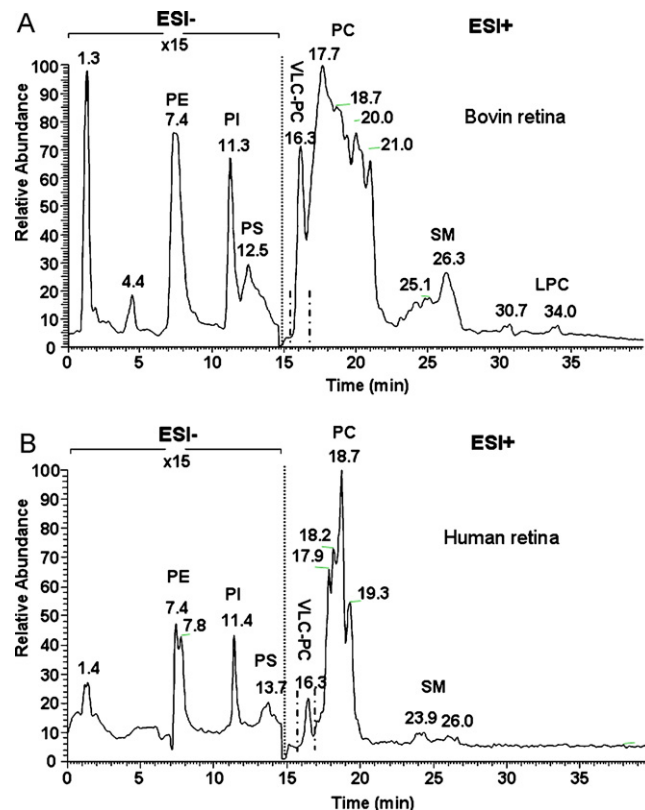 A
ESI-
x15
ESI+
PC
17.7
1.3
PE
7.4
PI
11.3
PS
12.5
4.4
VLC-PC
16.3
18.7
20.0
21.0
Bovin retina
SM
26.3
25.1
LPC
30.7
34.0
Relative Abundance
100
90
80
70
60
50
40
30
20
10
0
0 5 10 15 20 25 30 35
Time (min)
B
ESI-
x15
ESI+
PC
18.7
18.2
17.9
19.3
Human retina
PE
7.4
7.8
PI
11.4
PS
13.7
1.4
VLC-PC
16.3
SM
23.9
26.0
Relative Abundance
100
90
80
70
60
50
40
30
20
10
0
0 5 10 15 20 25 30 35
Time (min)